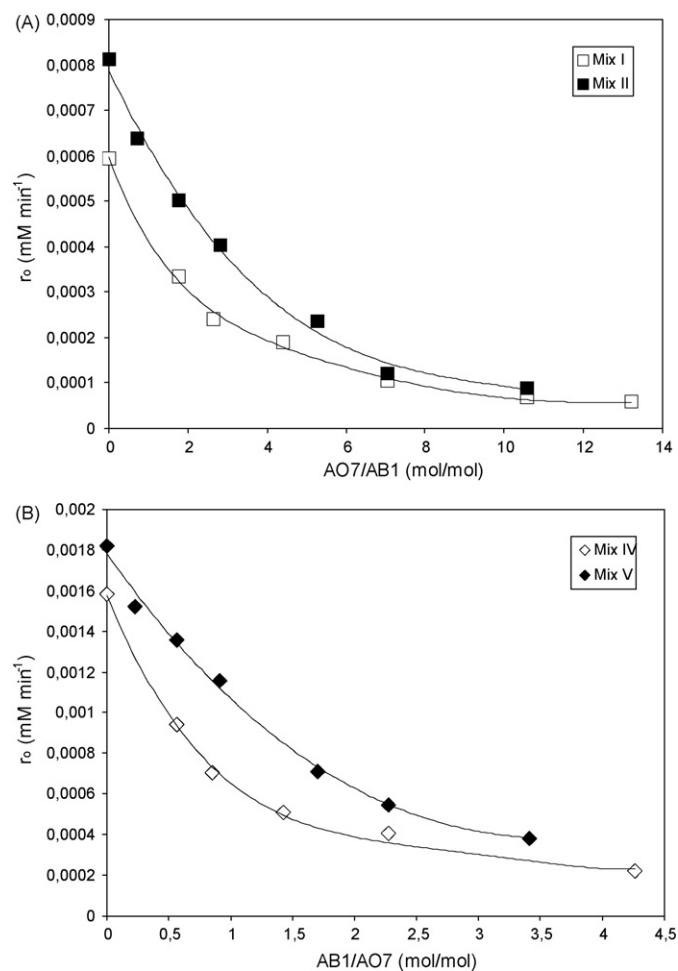 (A)
0,0009
0,0008
0,0007
0,0006
0,0005
0,0004
0,0003
0,0002
0,0001
0
r₀ (mM min⁻¹)
Mix I
Mix II
0 2 4 6 8 10 12 14
AO7/AB1 (mol/mol)
(B)
0,002
0,0018
0,0016
0,0014
0,0012
0,001
0,0008
0,0006
0,0004
0,0002
0
r₀ (mM min⁻¹)
Mix IV
Mix V
0 0,5 1 1,5 2 2,5 3 3,5 4 4,5
AB1/AO7 (mol/mol)